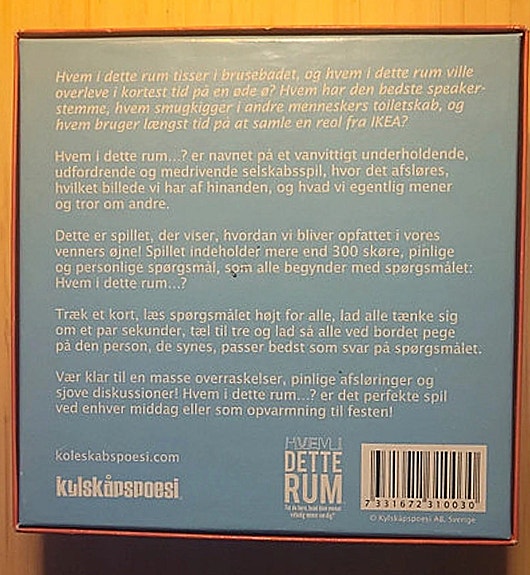 Hvem i dette rum tisser i brusebadet, og hvem i dette rum ville
overleve i kortest tid på en øde ø? Hvem har den bedste speaker-
stemme, hvem smugkigger i andre menneskers toiletskab, og
hvem bruger længst tid på at samle en reol fra IKEA?
Hvem i dette rum...? er navnet på et vanvittigt underholdende,
udfordrende og medrivende selskabsspil, hvor det afsløres,
hvilket billede vi har af hinanden, og hvad vi egentlig mener
og tror om andre.
Dette er spillet, der viser, hvordan vi bliver opfattet i vores
venners øjne! Spillet indeholder mere end 300 skøre, pinlige
og personlige spørgsmål, som alle begynder med spørgsmålet:
Hvem i dette rum...?
Træk et kort, læs spørgsmålet højt for alle, lad alle tænke sig
om et par sekunder, tæl til tre og lad så alle ved bordet pege
på den person, de synes, passer bedst som svar på spørgsmålet.
Vær klar til en masse overraskelser, pinlige afsløringer og
sjove diskussioner! Hvem i dette rum...? er det perfekte spil
ved enhver middag eller som opvarmning til festen!
koleskabspoesi.com
kylskåpspoesi
HVEM I
DETTE
RUM
7331672310030
© Kylskåpspoesi AB, Sverige